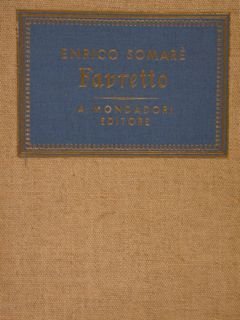 ENRICO SOMARÈ
Favretto
A. MONDADORI
EDITORE